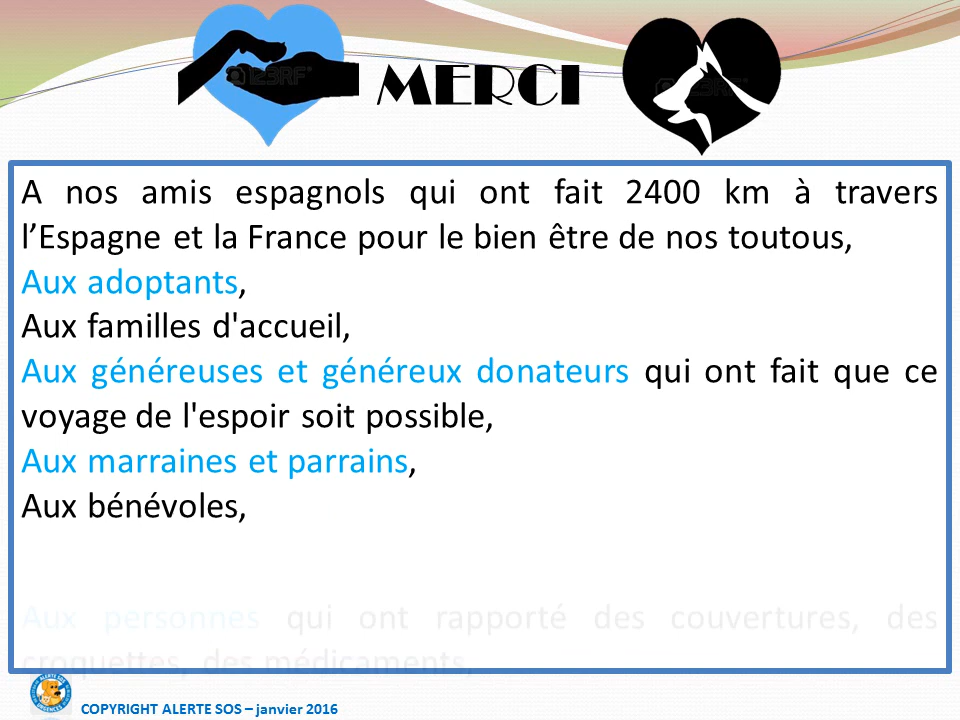 MERCI
A nos amis espagnols qui ont fait 2400 km à travers
l’Espagne et la France pour le bien être de nos toutous,
Aux adoptants,
Aux familles d'accueil,
Aux généreuses et généreux donateurs qui ont fait que ce
voyage de l'espoir soit possible,
Aux marraines et parrains,
Aux bénévoles,
Aux personnes qui ont rapporté des couvertures, des
croquettes, des médicaments,
COPYRIGHT ALERTE SOS – janvier 2016